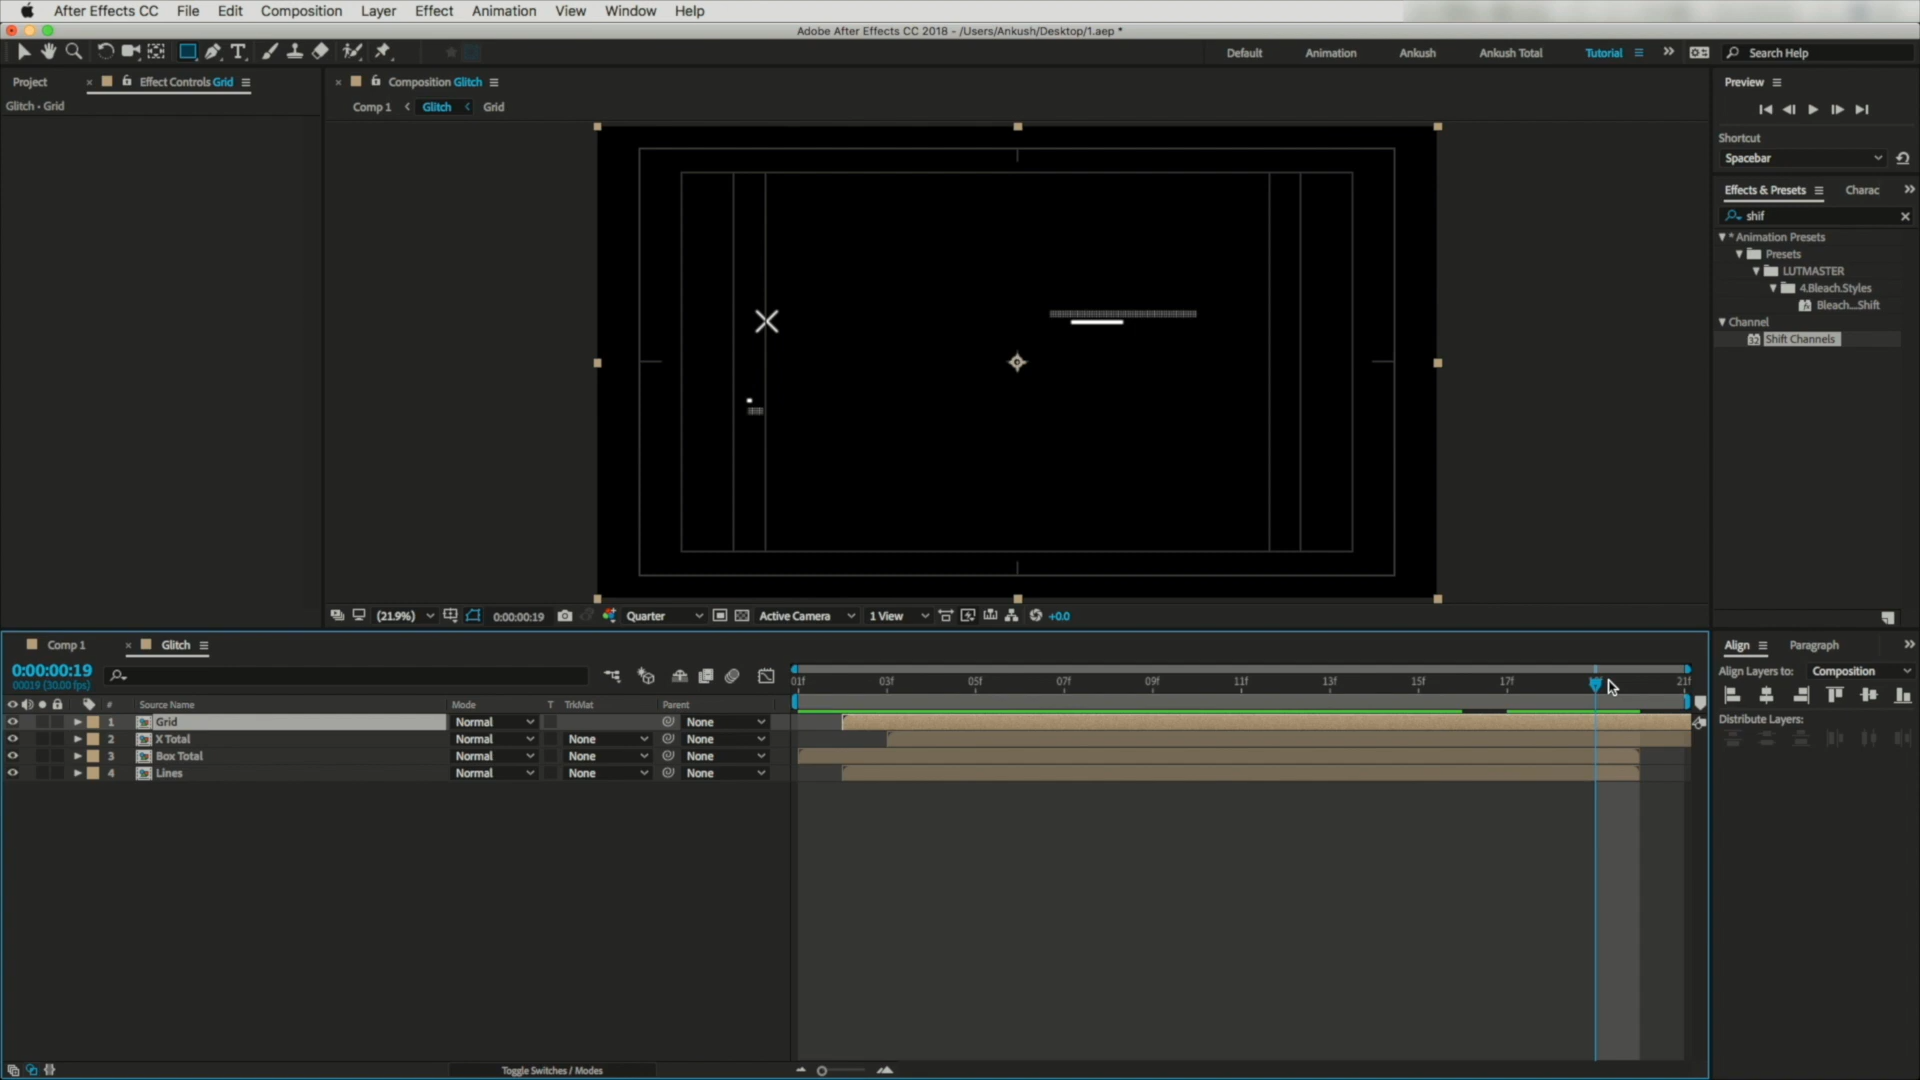 After Effects CC File Edit Composition Layer Effect Animation View Window Help
Adobe After Effects CC 2018 - /Users/Ankush/Desktop/1.aep *
Default Animation Ankush Ankush Total Tutorial Search Help
Project Effect Controls Grid
Composition Glitch
Preview
Glitch • Grid
Comp 1 Glitch Grid
Shortcut
Spacebar
Effects & Presets Charac
shif
* Animation Presets
Presets
LUTMASTER
4.Bleach.Styles
Bleach...Shift
Channel
32 Shift Channels
(21.9%) 0:00:00:19 Quarter Active Camera 1 View +0.0
Comp 1 Glitch
Align Paragraph
0:00:00:19
00019 (30.00 fps)
Align Layers to: Composition
01f 03f 05f 07f 09f 11f 13f 15f 17f 21f
# Source Name Mode T TrkMat Parent
Distribute Layers:
1 Grid Normal None
2 X Total Normal None None
3 Box Total Normal None None
4 Lines Normal None None
Toggle Switches / Modes